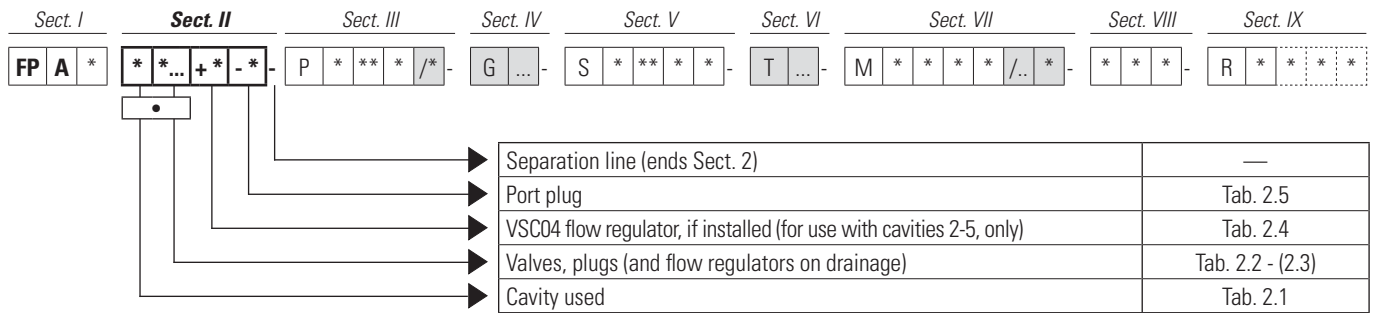 Sect. I Sect. II Sect. III Sect. IV Sect. V Sect. VI Sect. VII Sect. VIII Sect. IX
FP A * * *... + * - * - P * ** * /* - G ... - S * ** * * - T ... - M * * * * /.. * - * * * - R * * * *
•
Separation line (ends Sect. 2) —
Port plug Tab. 2.5
VSC04 flow regulator, if installed (for use with cavities 2-5, only) Tab. 2.4
Valves, plugs (and flow regulators on drainage) Tab. 2.2 - (2.3)
Cavity used Tab. 2.1